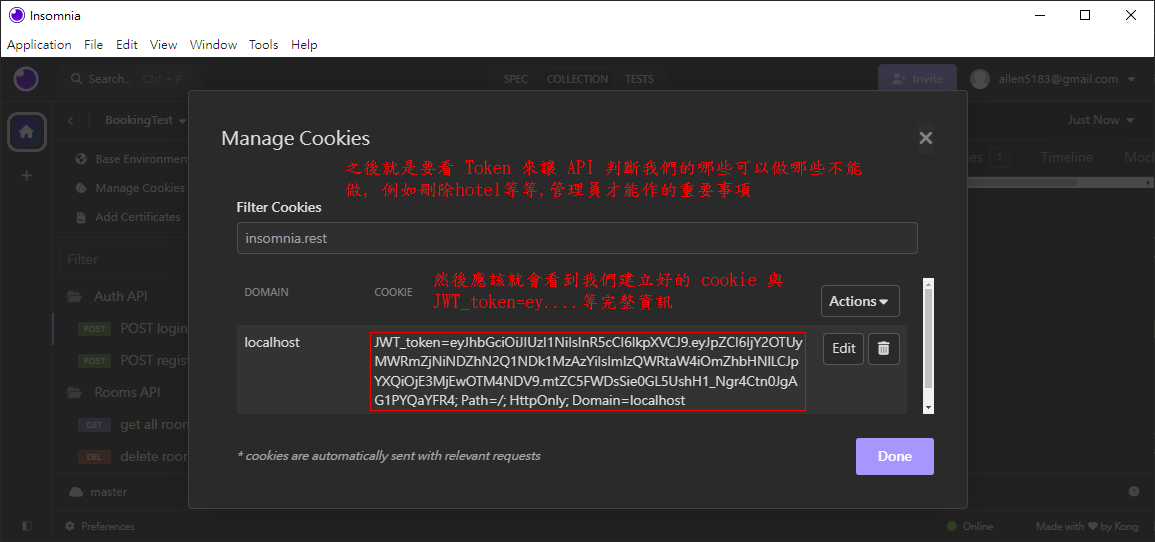 Insomnia
Application File Edit View Window Tools Help
Search.. Ctrl + P
SPEC COLLECTION TESTS
Invite
allen5183@gmail.com
BookingTest
Just Now
Base Environment
Manage Cookies
Add Certificates
Filter
Auth API
POST POST login
POST POST regist
Rooms API
GET get all room
DEL delete room
master
Preferences
1 Timeline Moc
Manage Cookies
之後就是要看 Token 來讓 API 判斷我們的哪些可以做哪些不能
做, 例如刪除hotel等等,管理員才能作的重要事項
Filter Cookies
insomnia.rest
然後應該就會看到我們建立好的 cookie 與
JWT_token=ey....等完整資訊
DOMAIN COOKIE
Actions
localhost
JWT_token=eyJhbGciOiJIUzI1NiIsInR5cCI6IkpXVCJ9.eyJpZCI6IjY2OTUy
MWRmZjNiNDZhN2Q1NDk1MzAzYiIsImlzQWRtaW4iOmZhbHNlLCJp
YXQiOjE3MjEwOTM4NDV9.mtZC5FWDsSie0GL5UshH1_Ngr4Ctn0JgA
G1PYQaYFR4; Path=/; HttpOnly; Domain=localhost
Edit
* cookies are automatically sent with relevant requests
Done
Online
Made with ♥ by Kong